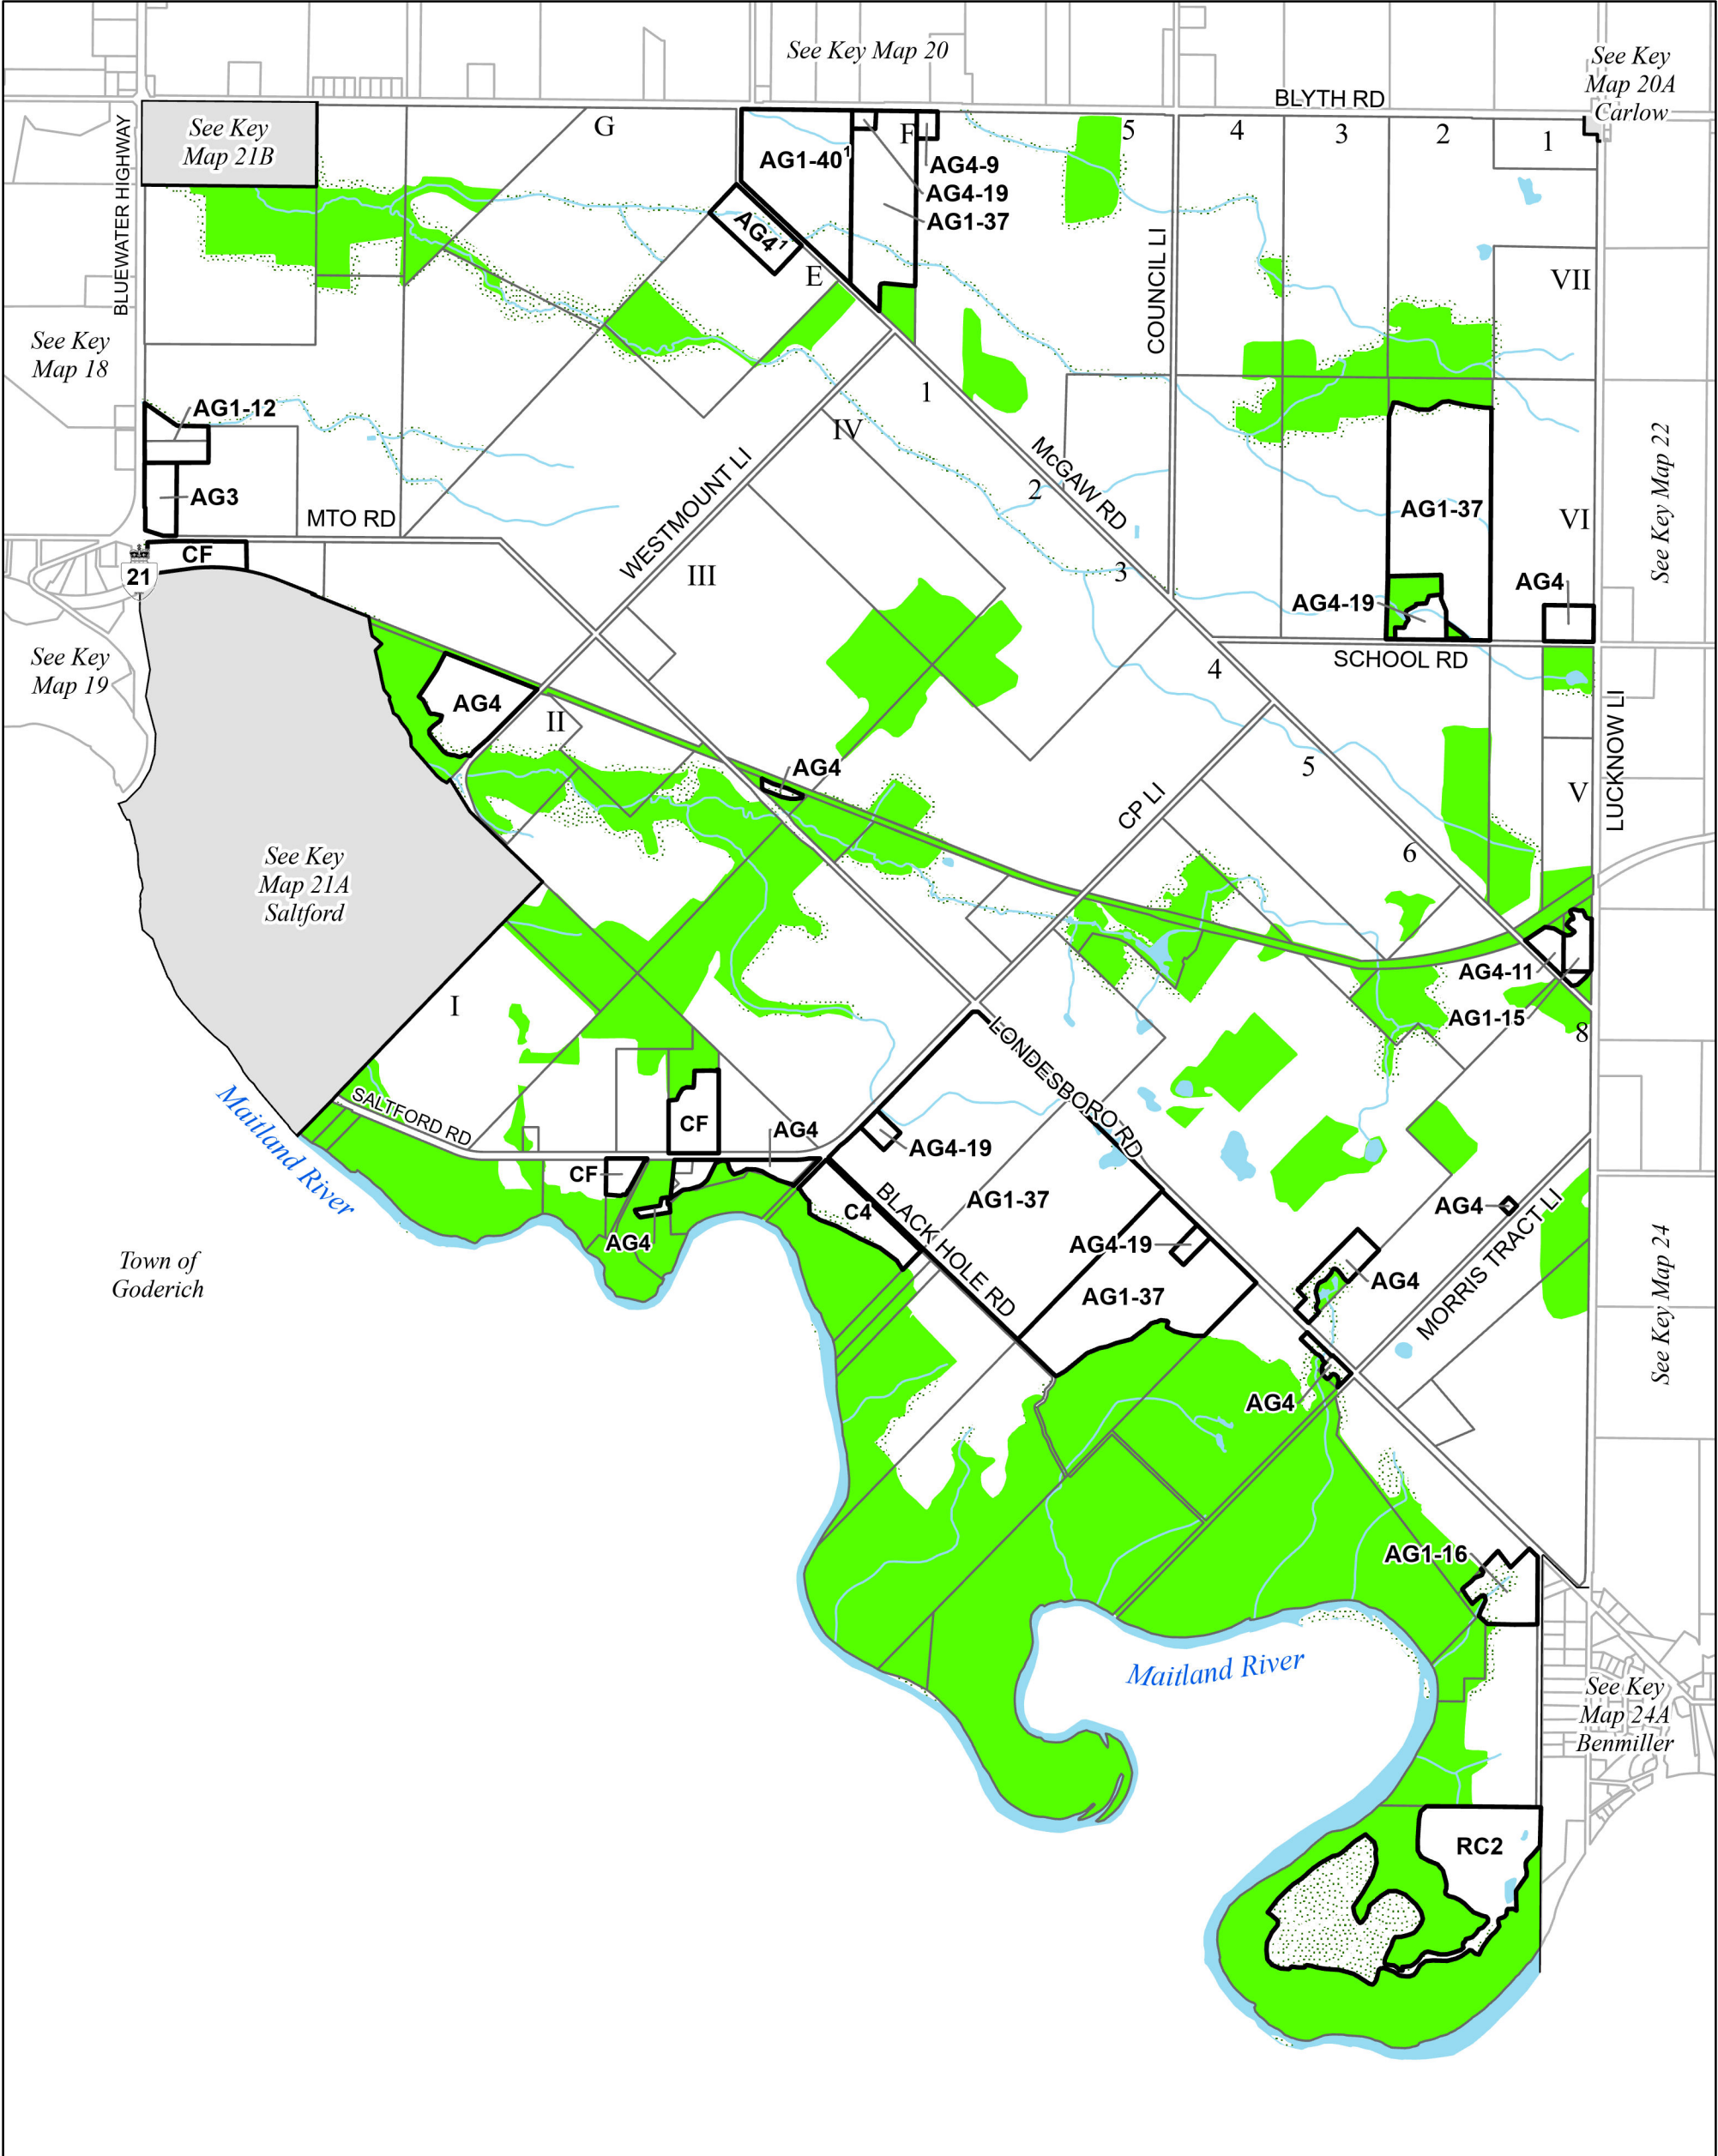 See Key Map 20
See Key
Map 20A
Carlow
BLYTH RD
See Key
Map 21B
G
F
5
4
3
2
1
AG1-40¹
AG4-9
AG4-19
AG1-37
BLUEWATER HIGHWAY
AG4¹
E
COUNCIL LI
VII
See Key
Map 18
AG1-12
1
IV
McGAW RD
WESTMOUNT LI
AG3
2
MTO RD
AG1-37
VI
See Key Map 22
CF
21
III
3
AG4
AG4-19
SCHOOL RD
See Key
Map 19
4
AG4
II
LUCKNOW LI
AG4
5
CP LI
V
6
See Key
Map 21A
Saltford
AG4-11
I
AG1-15
8
LONDESBORO RD
Maitland River
SALTFORD RD
CF
AG4
AG4-19
CF
BLACK HOLE RD
AG1-37
C4
AG4
MORRIS TRACT LI
AG4
AG4-19
Town of
Goderich
AG4
AG1-37
See Key Map 24
AG4
AG1-16
Maitland River
See Key
Map 24A
Benmiller
RC2